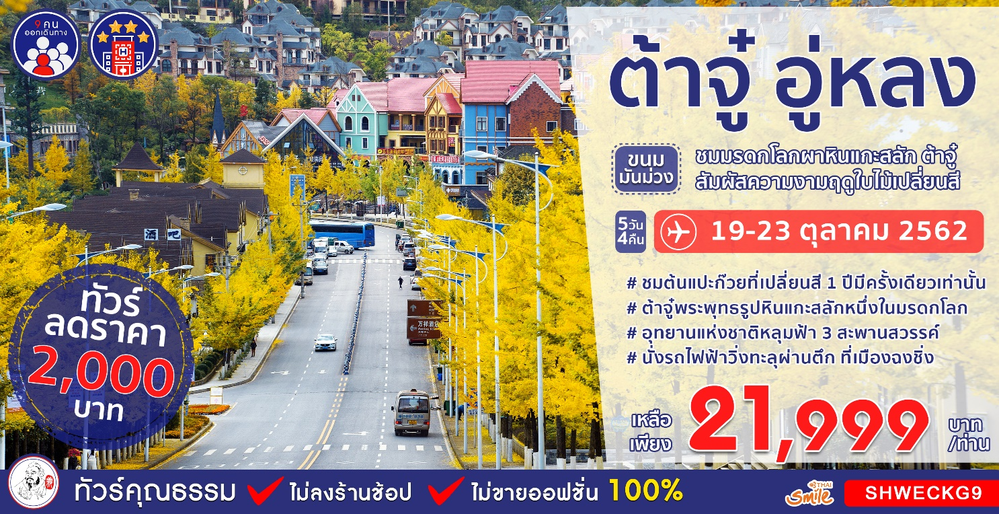 9 คน
ออกเดินทาง
H
ต้าจู๋ อู่หลง
ขนม
มันม่วง
ชมมรดกโลกผาหินแกะสลัก ต้าจู๋
สัมผัสความงามฤดูใบไม้เปลี่ยนสี
5วัน
4คืน
19-23 ตุลาคม 2562
# ชมต้นแปะก๊วยที่เปลี่ยนสี 1 ปีมีครั้งเดียวเท่านั้น
# ต้าจู๋พระพุทธรูปหินแกะสลักหนึ่งในมรดกโลก
# อุทยานแห่งชาติหลุมฟ้า 3 สะพานสวรรค์
# นั่งรถไฟฟ้าวิ่งทะลุผ่านตึก ที่เมืองฉงชิ่ง
เหลือ
เพียง
21,999
บาท
/ท่าน
酒吧
万祥酒店
ทัวร์
ลดราคา
2,000
บาท
ทัวร์คุณธรรม
ไม่ลงร้านช้อป
ไม่ขายออฟชั่น 100%
THAI
Smile
SHWECKG9